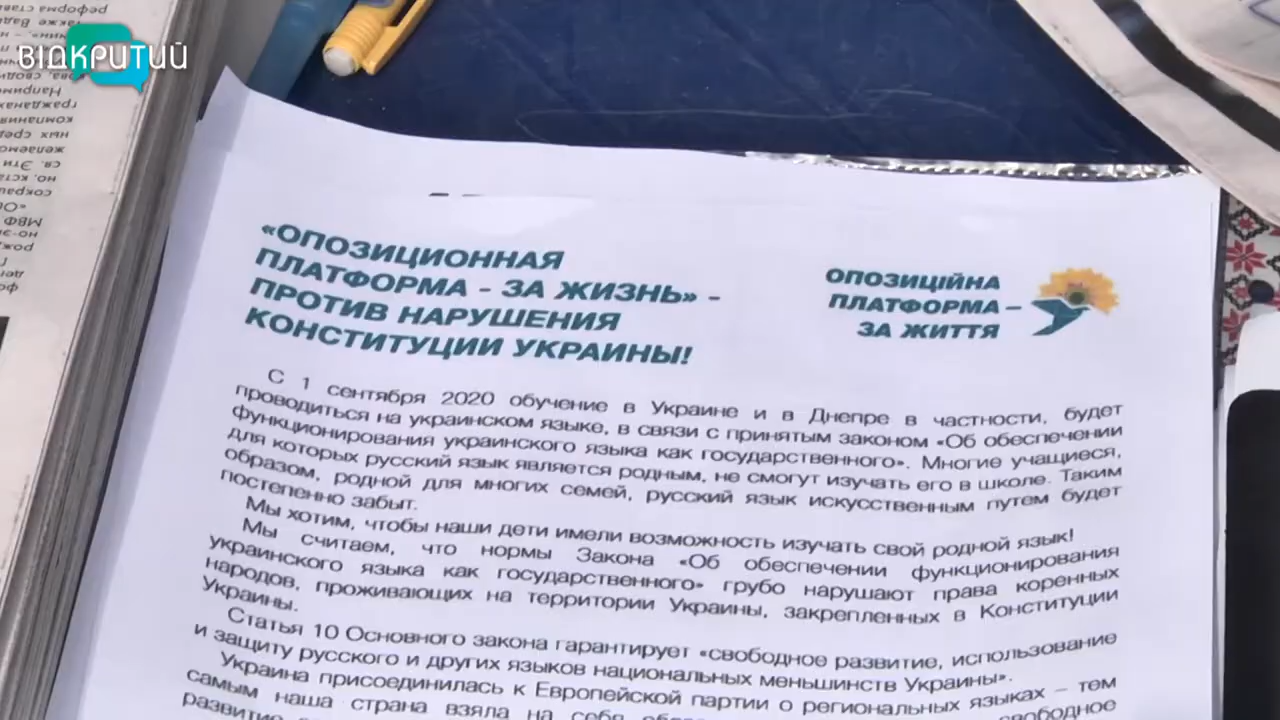 ВІДКРИТИЙ
«ОПОЗИЦИОННАЯ
ПЛАТФОРМА - ЗА ЖИЗНЬ» -
ПРОТИВ НАРУШЕНИЯ
КОНСТИТУЦИИ УКРАИНЫ!
ОПОЗИЦІЙНА
ПЛАТФОРМА –
ЗА ЖИТТЯ
С 1 сентября 2020 обучение в Украине и в Днепре в частности, будет
проводиться на украинском языке, в связи с принятым законом «Об обеспечении
функционирования украинского языка как государственного». Многие учащиеся,
для которых русский язык является родным, не смогут изучать его в школе. Таким
образом, родной для многих семей, русский язык искусственным путем будет
постепенно забыт.
Мы хотим, чтобы наши дети имели возможность изучать свой родной язык!
Мы считаем, что нормы Закона «Об обеспечении функционирования
украинского языка как государственного» грубо нарушают права коренных
народов, проживающих на территории Украины, закрепленных в Конституции
Украины.
Статья 10 Основного закона гарантирует «свободное развитие, использование
и защиту русского и других языков национальных меньшинств Украины».
Украина присоединилась к Европейской партии о региональных языках – тем
самым наша страна взяла на себя свободное
развитие